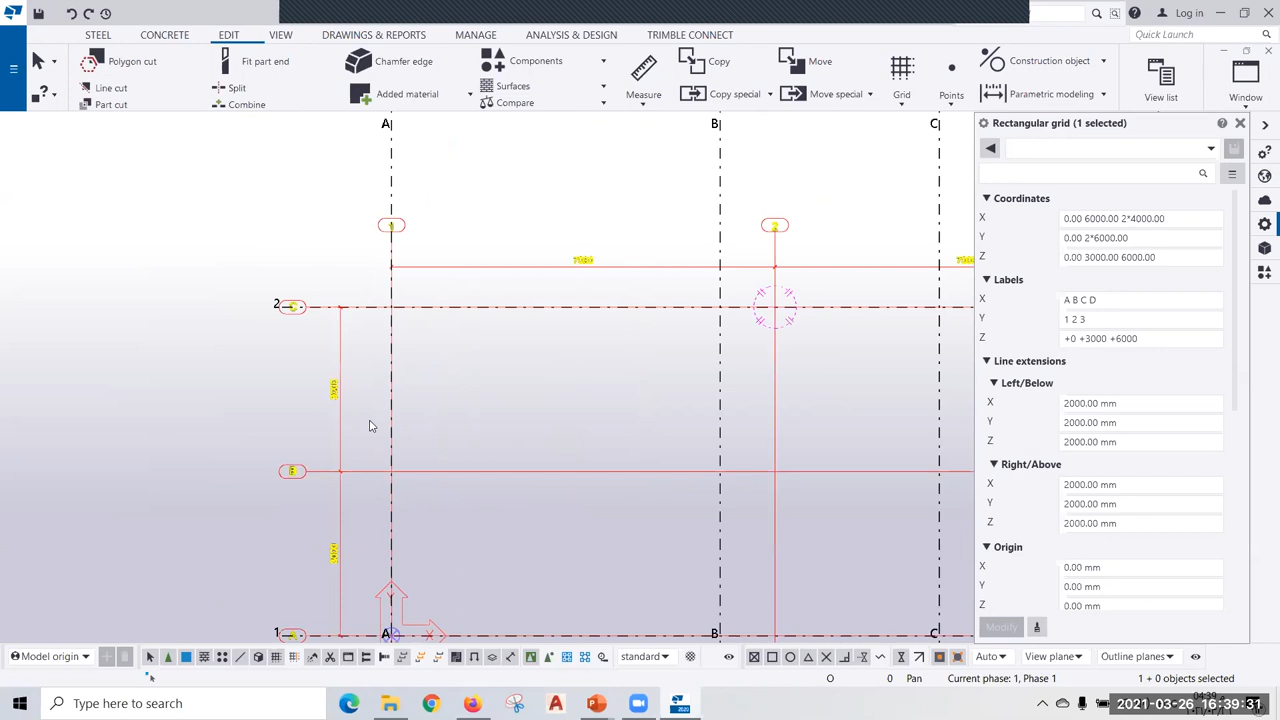 Log in
STEEL CONCRETE EDIT VIEW DRAWINGS & REPORTS MANAGE ANALYSIS & DESIGN TRIMBLE CONNECT Quick Launch
Polygon cut Fit part end Chamfer edge Components Copy Move Construction object
Line cut Split Added material Surfaces Measure Copy special Move special Grid Points Parametric modeling View list Window
Part cut Combine Compare
A B C
Rectangular grid (1 selected)
Coordinates
X 0.00 6000.00 2*4000.00
Y 0.00 2*6000.00
Z 0.00 3000.00 6000.00
Labels
X A B C D
Y 1 2 3
Z +0 +3000 +6000
Line extensions
Left/Below
X 2000.00 mm
Y 2000.00 mm
Z 2000.00 mm
Right/Above
X 2000.00 mm
Y 2000.00 mm
Z 2000.00 mm
Origin
X 0.00 mm
Y 0.00 mm
Z 0.00 mm
Modify
1 2
2 C
1 A B C
X
Model origin standard Auto View plane Outline planes
O 0 Pan Current phase: 1, Phase 1 1 + 0 objects selected
Type here to search
04:39
2021-03-26 16:39:31